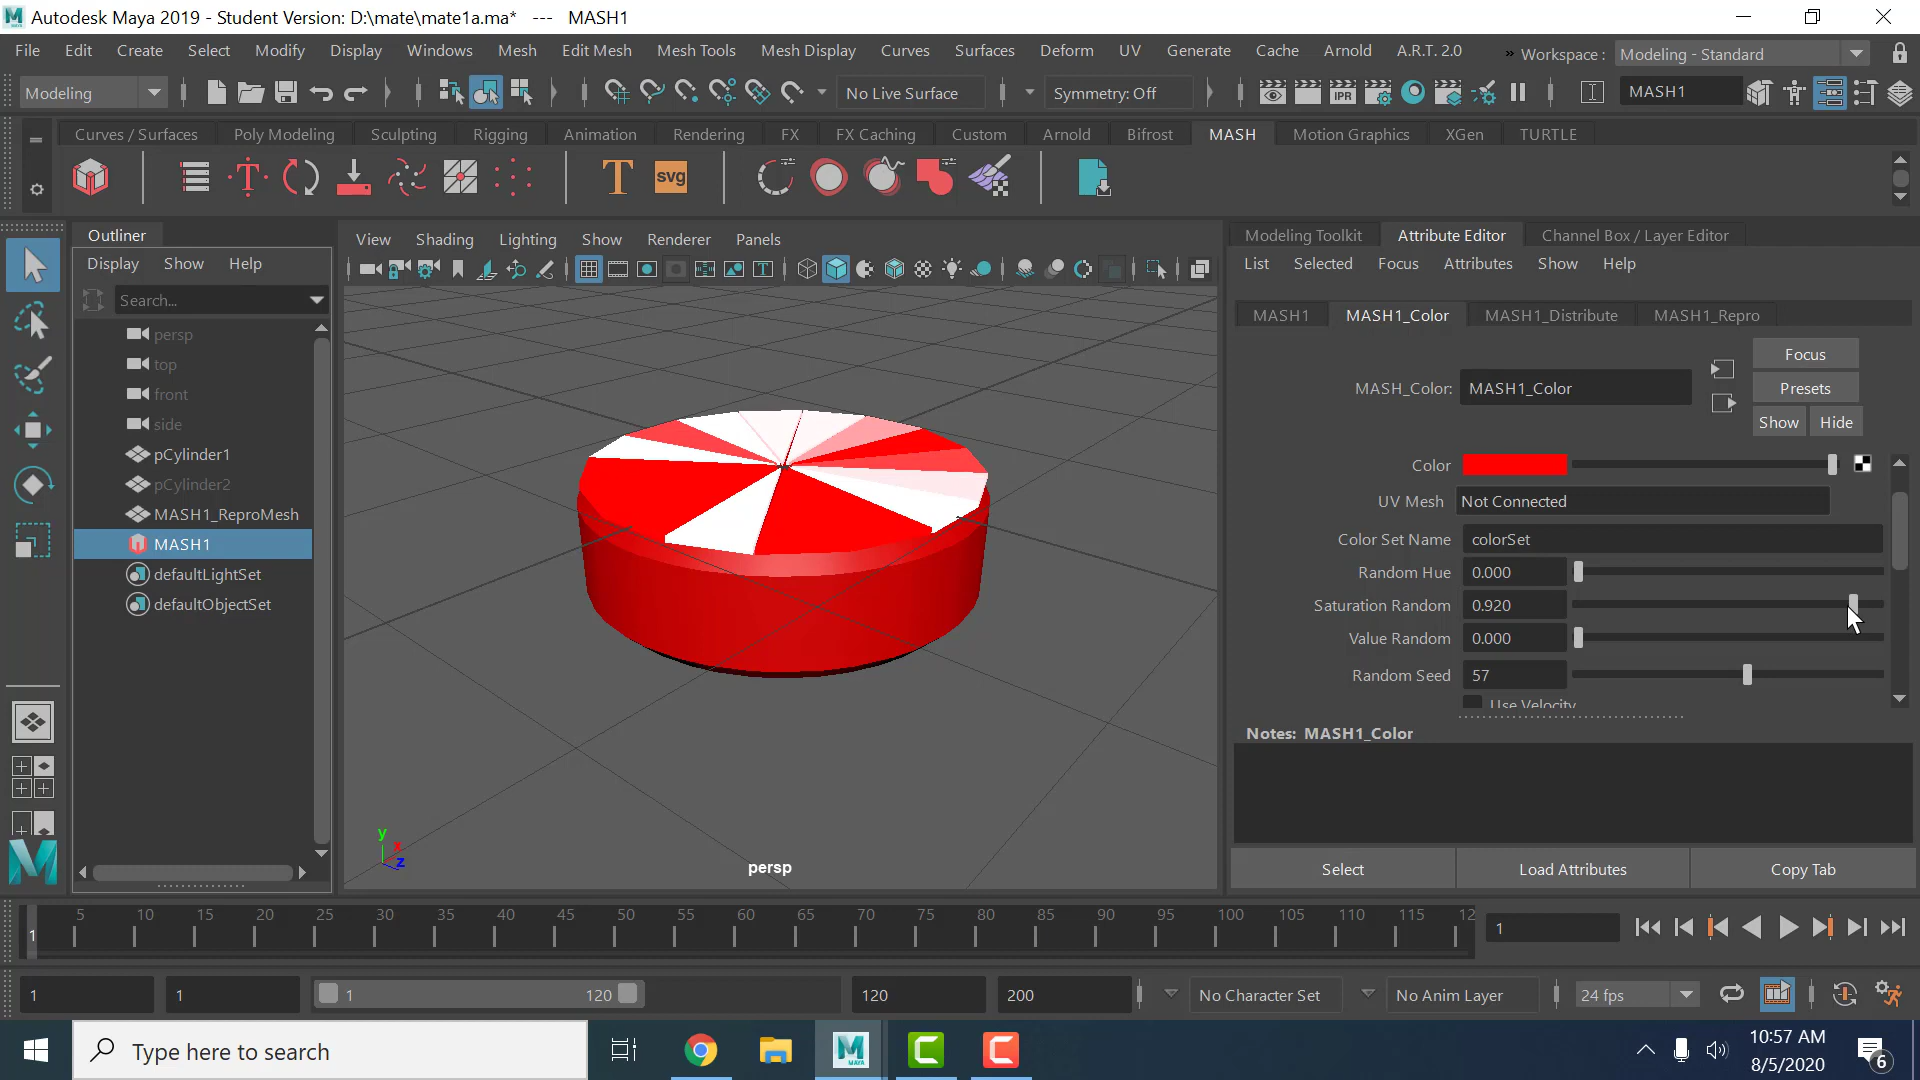 Autodesk Maya 2019 - Student Version: D:\mate\mate1a.ma* --- MASH1
File Edit Create Select Modify Display Windows Mesh Edit Mesh Mesh Tools Mesh Display Curves Surfaces Deform UV Generate Cache Arnold A.R.T. 2.0 » Workspace : Modeling - Standard
Modeling No Live Surface Symmetry: Off IPR MASH1
Curves / Surfaces Poly Modeling Sculpting Rigging Animation Rendering FX FX Caching Custom Arnold Bifrost MASH Motion Graphics XGen TURTLE
T T svg
Outliner
Display Show Help
Search...
persp
top
front
side
pCylinder1
pCylinder2
MASH1_ReproMesh
MASH1
defaultLightSet
defaultObjectSet
View Shading Lighting Show Renderer Panels
y
x
z
persp
Modeling Toolkit Attribute Editor Channel Box / Layer Editor
List Selected Focus Attributes Show Help
MASH1 MASH1_Color MASH1_Distribute MASH1_Repro
Focus
MASH_Color: MASH1_Color Presets
Show Hide
Color
UV Mesh Not Connected
Color Set Name colorSet
Random Hue 0.000
Saturation Random 0.920
Value Random 0.000
Random Seed 57
Use Velocity
Notes: MASH1_Color
Select Load Attributes Copy Tab
5 10 15 20 25 30 35 40 45 50 55 60 65 70 75 80 85 90 95 100 105 110 115 12
1 1
1 1 1 120 120 200 No Character Set No Anim Layer 24 fps
Type here to search
MAYA
10:57 AM
8/5/2020
6